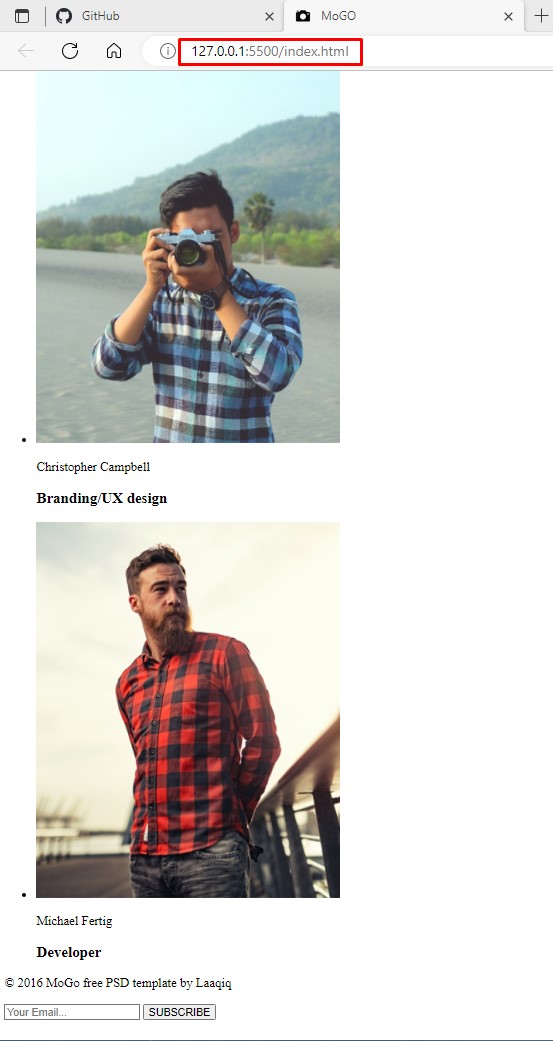 GitHub
MoGO
127.0.0.1:5500/index.html
Christopher Campbell
Branding/UX design
Michael Fertig
Developer
© 2016 MoGo free PSD template by Laaqiq
Your Email... SUBSCRIBE